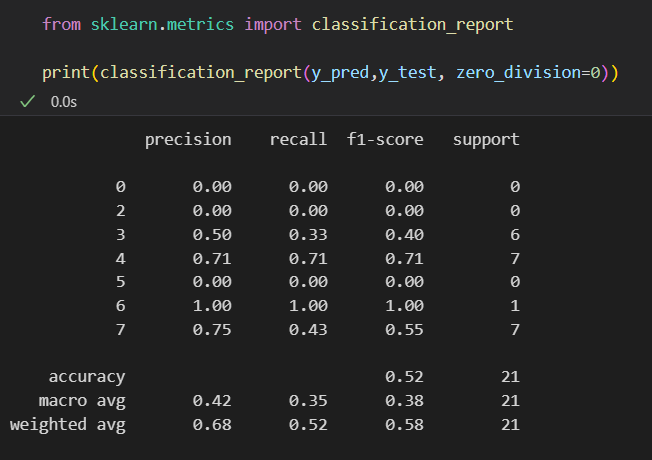 from sklearn.metrics import classification_report
print(classification_report(y_pred,y_test, zero_division=0))
0.0s
precision recall f1-score support
0 0.00 0.00 0.00 0
2 0.00 0.00 0.00 0
3 0.50 0.33 0.40 6
4 0.71 0.71 0.71 7
5 0.00 0.00 0.00 0
6 1.00 1.00 1.00 1
7 0.75 0.43 0.55 7
accuracy 0.52 21
macro avg 0.42 0.35 0.38 21
weighted avg 0.68 0.52 0.58 21